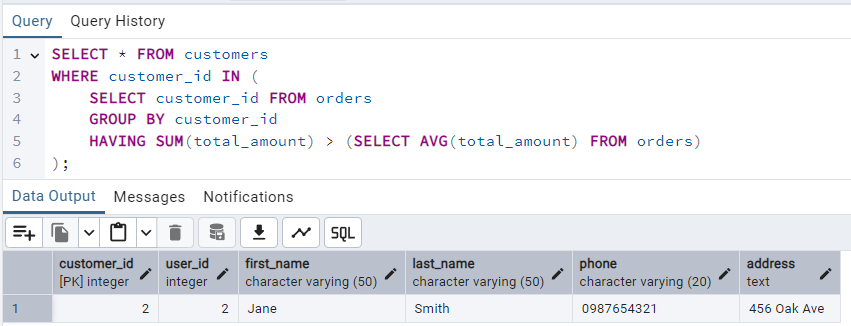 Query Query History
1 SELECT * FROM customers
2 WHERE customer_id IN (
3 SELECT customer_id FROM orders
4 GROUP BY customer_id
5 HAVING SUM(total_amount) > (SELECT AVG(total_amount) FROM orders)
6 );
Data Output Messages Notifications
SQL
customer_id user_id first_name last_name phone address
[PK] integer integer character varying (50) character varying (50) character varying (20) text
1 2 2 Jane Smith 0987654321 456 Oak Ave